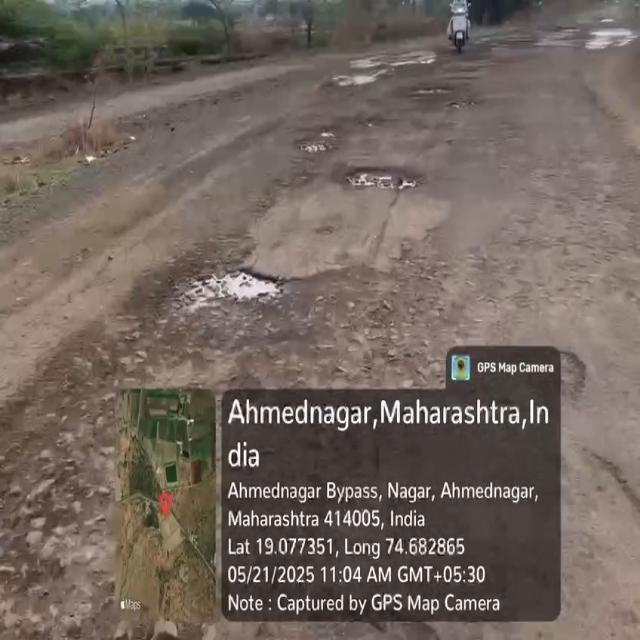 GPS Map Camera
Ahmednagar,Maharashtra,In
dia
Ahmednagar Bypass, Nagar, Ahmednagar,
Maharashtra 414005, India
Lat 19.077351, Long 74.682865
05/21/2025 11:04 AM GMT+05:30
Note : Captured by GPS Map Camera
Maps